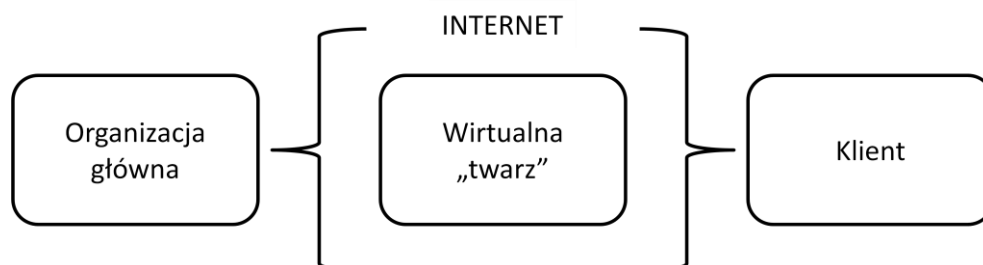 INTERNET
Organizacja
główna
Wirtualna
„twarz”
Klient